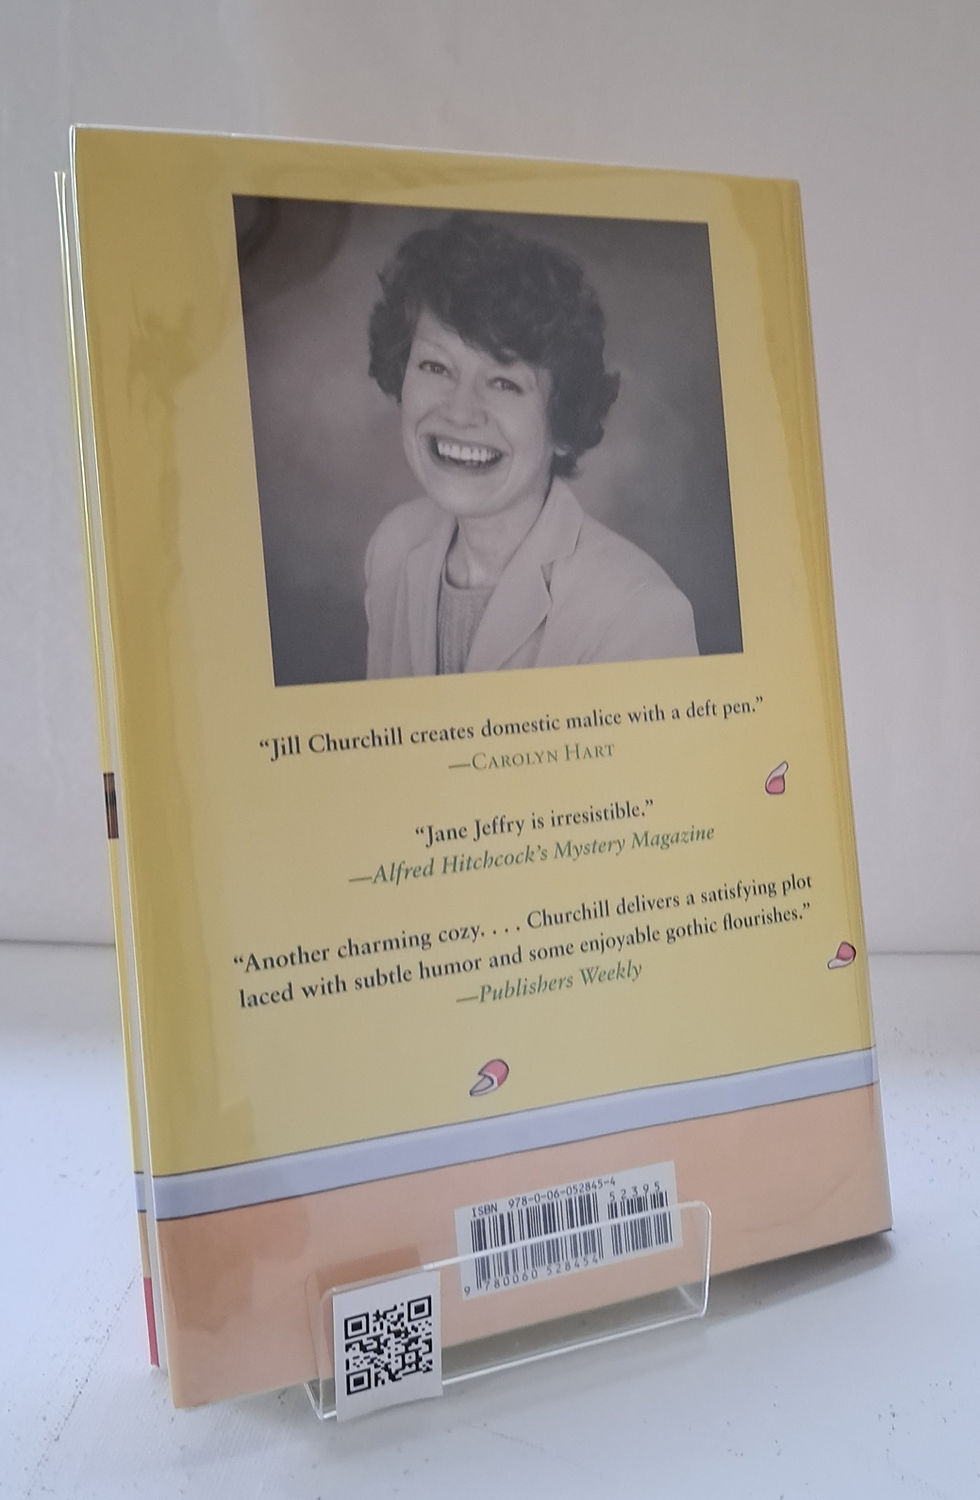 “Jill Churchill creates domestic malice with a deft pen.”
—CAROLYN HART
“Jane Jeffry is irresistible.”
—Alfred Hitchcock’s Mystery Magazine
“Another charming cozy. . . . Churchill delivers a satisfying plot
laced with subtle humor and some enjoyable gothic flourishes.”
—Publishers Weekly
ISBN 978-0-06-052845-4
52395
9 780060 528454